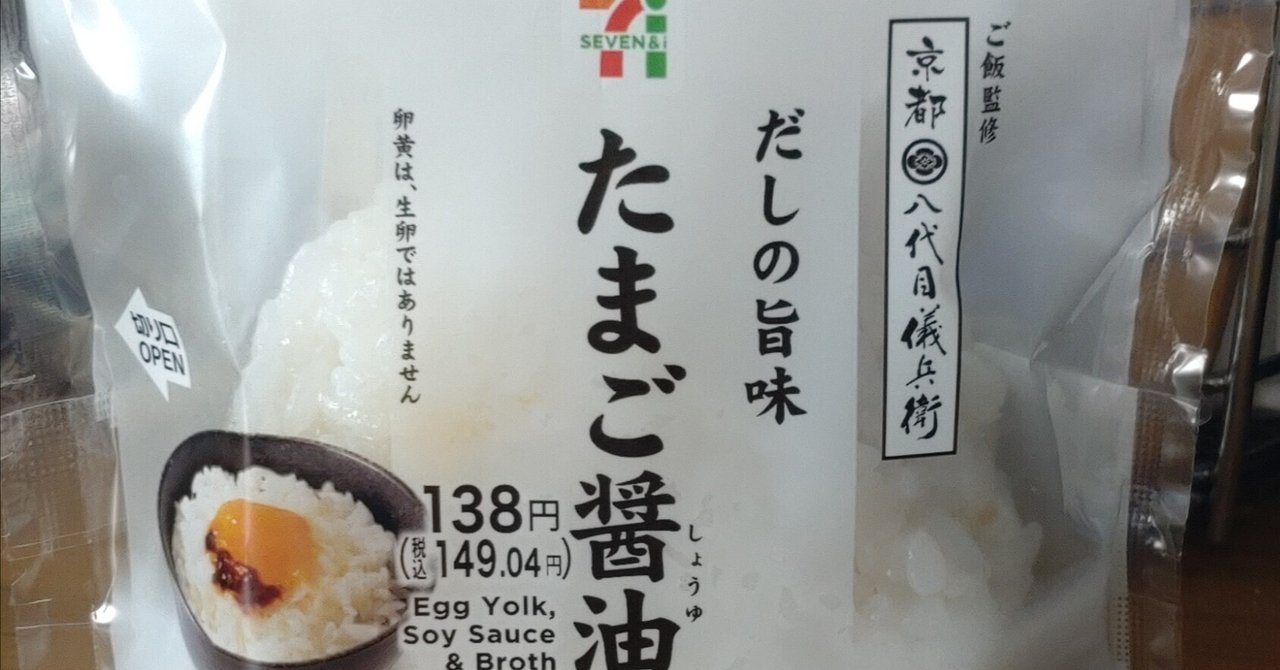 SEVEN&i
ご飯監修
京都 八代目儀兵衛
だしの旨味
たまご醤油
しょうゆ
卵黄は、生卵ではありません
切り口
OPEN
138円
(税込149.04円)
Egg Yolk,
Soy Sauce
& Broth